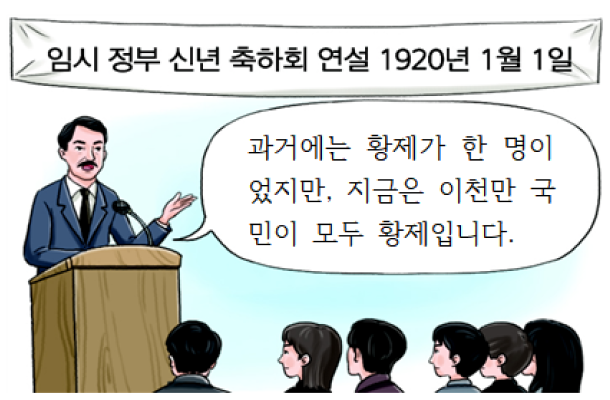 임시 정부 신년 축하회 연설 1920년 1월 1일
과거에는 황제가 한 명이
었지만, 지금은 이천만 국
민이 모두 황제입니다.